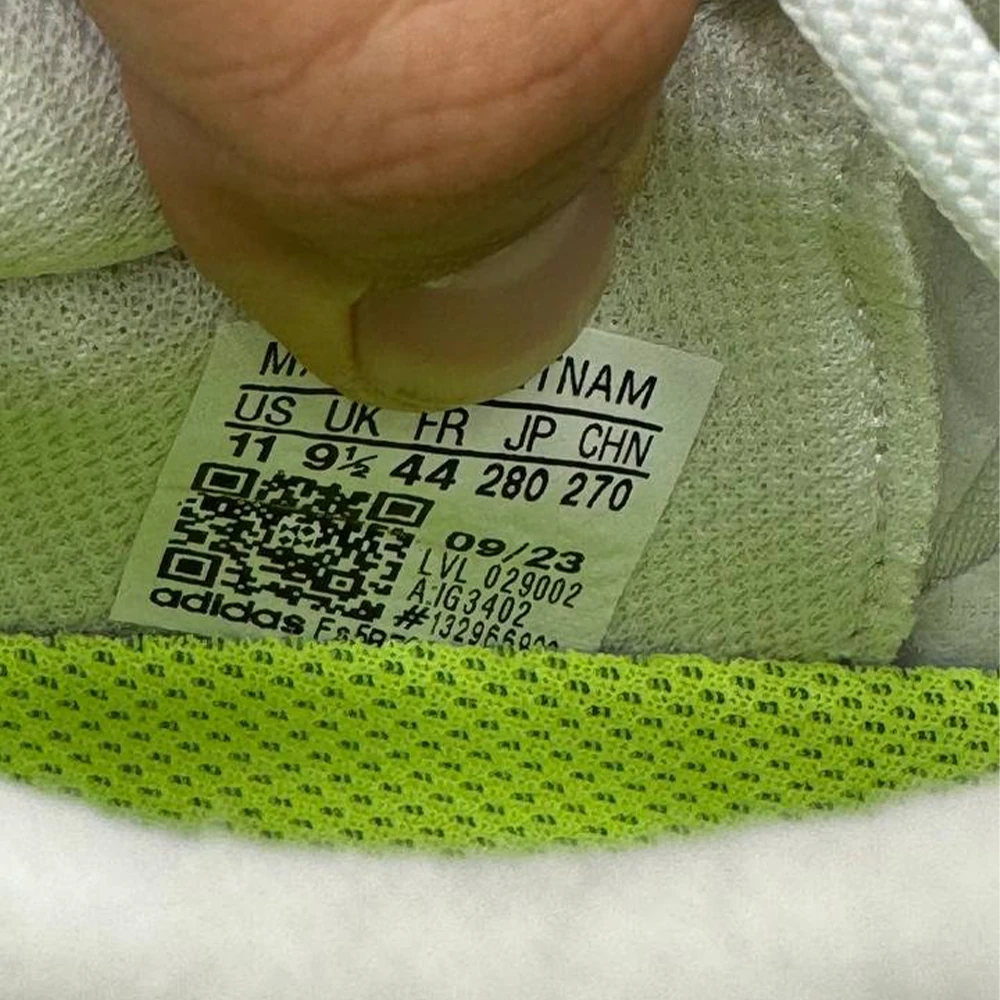 US UK FR JP CHN
11 9½ 44 280 270
09/23
LVL 029002
A:IG3402
adidas